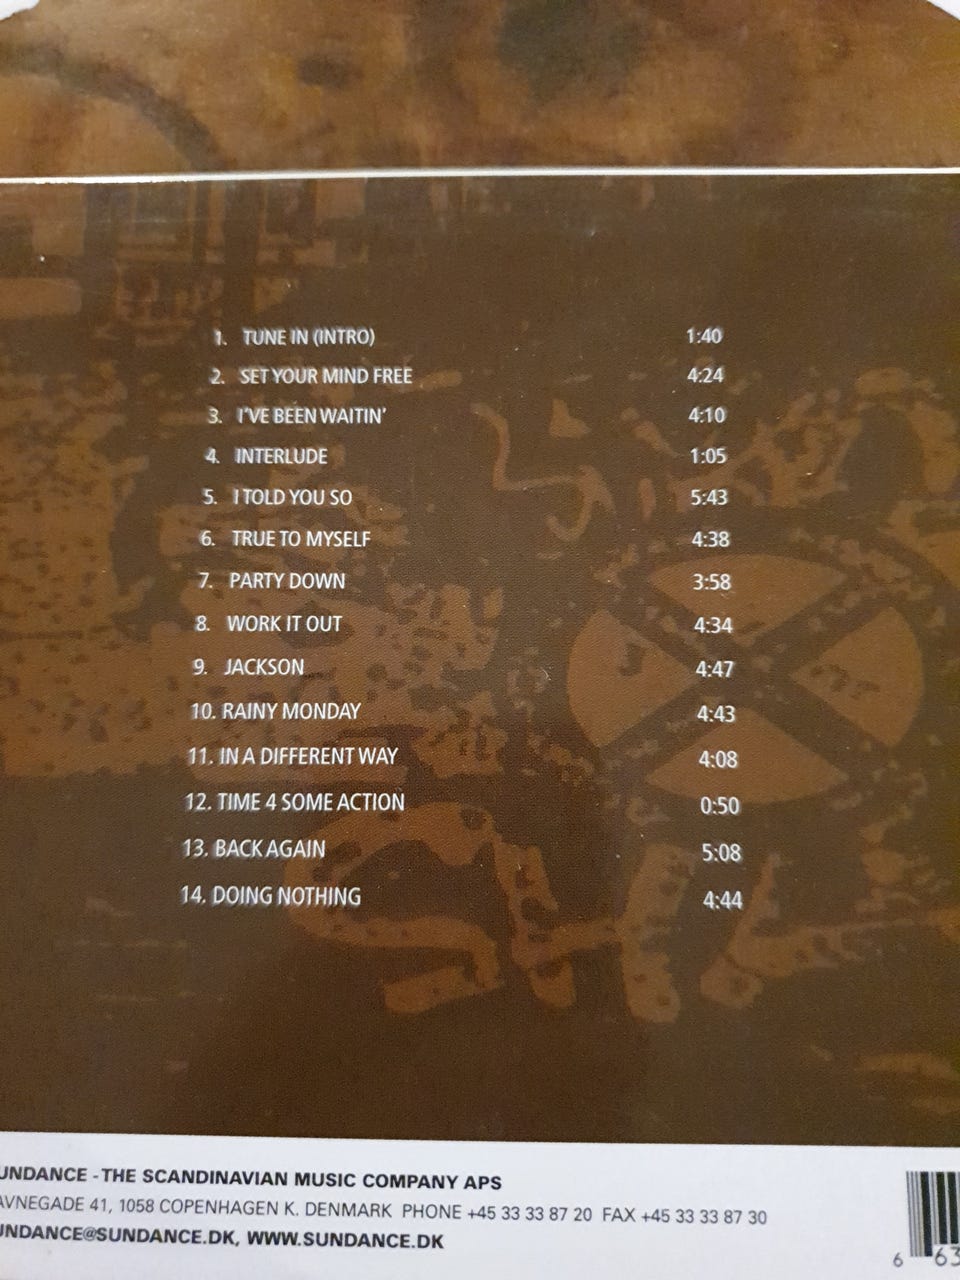 1. TUNE IN (INTRO) 1:40
2. SET YOUR MIND FREE 4:24
3. I'VE BEEN WAITIN' 4:10
4. INTERLUDE 1:05
5. I TOLD YOU SO 5:43
6. TRUE TO MYSELF 4:38
7. PARTY DOWN 3:58
8. WORK IT OUT 4:34
9. JACKSON 4:47
10. RAINY MONDAY 4:43
11. IN A DIFFERENT WAY 4:08
12. TIME 4 SOME ACTION 0:50
13. BACK AGAIN 5:08
14. DOING NOTHING 4:44
UNDANCE - THE SCANDINAVIAN MUSIC COMPANY APS
AVNEGADE 41, 1058 COPENHAGEN K. DENMARK PHONE +45 33 33 87 20 FAX +45 33 33 87 30
UNDANCE@SUNDANCE.DK, WWW.SUNDANCE.DK
6 63